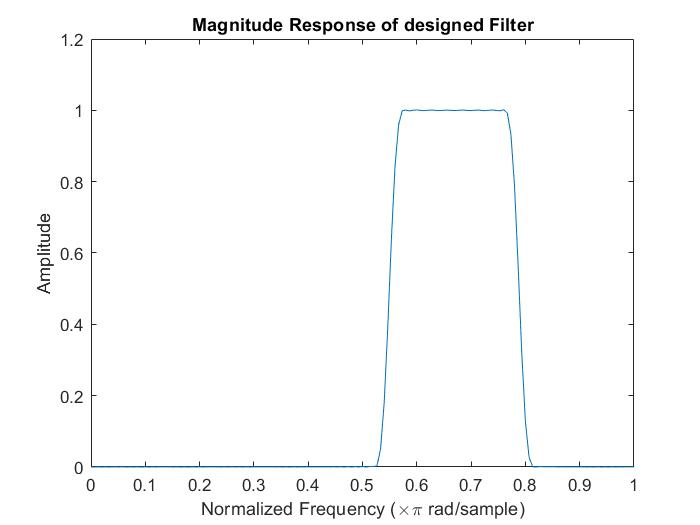 Magnitude Response of designed Filter
1.2
1
0.8
0.6
0.4
0.2
0
Amplitude
0 0.1 0.2 0.3 0.4 0.5 0.6 0.7 0.8 0.9 1
Normalized Frequency (×π rad/sample)